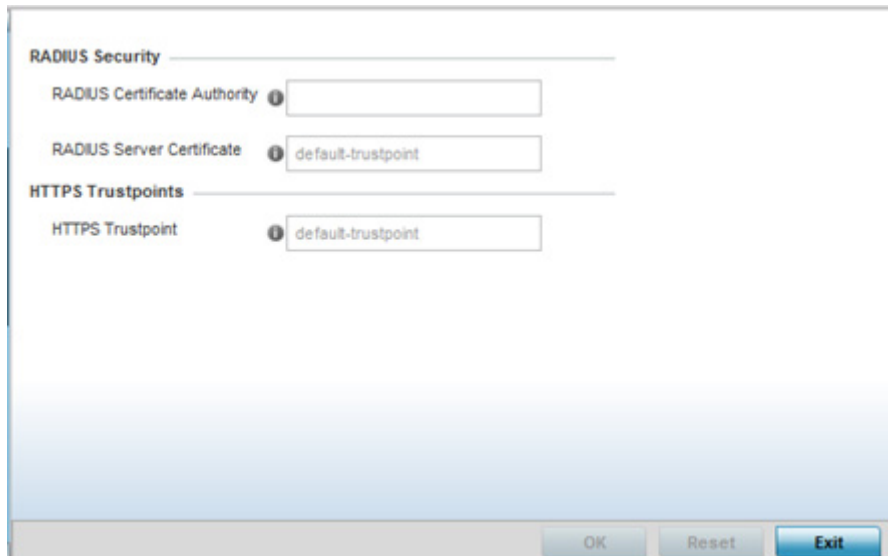 RADIUS Security
RADIUS Certificate Authority
RADIUS Server Certificate default-trustpoint
HTTPS Trustpoints
HTTPS Trustpoint default-trustpoint
OK Reset Exit